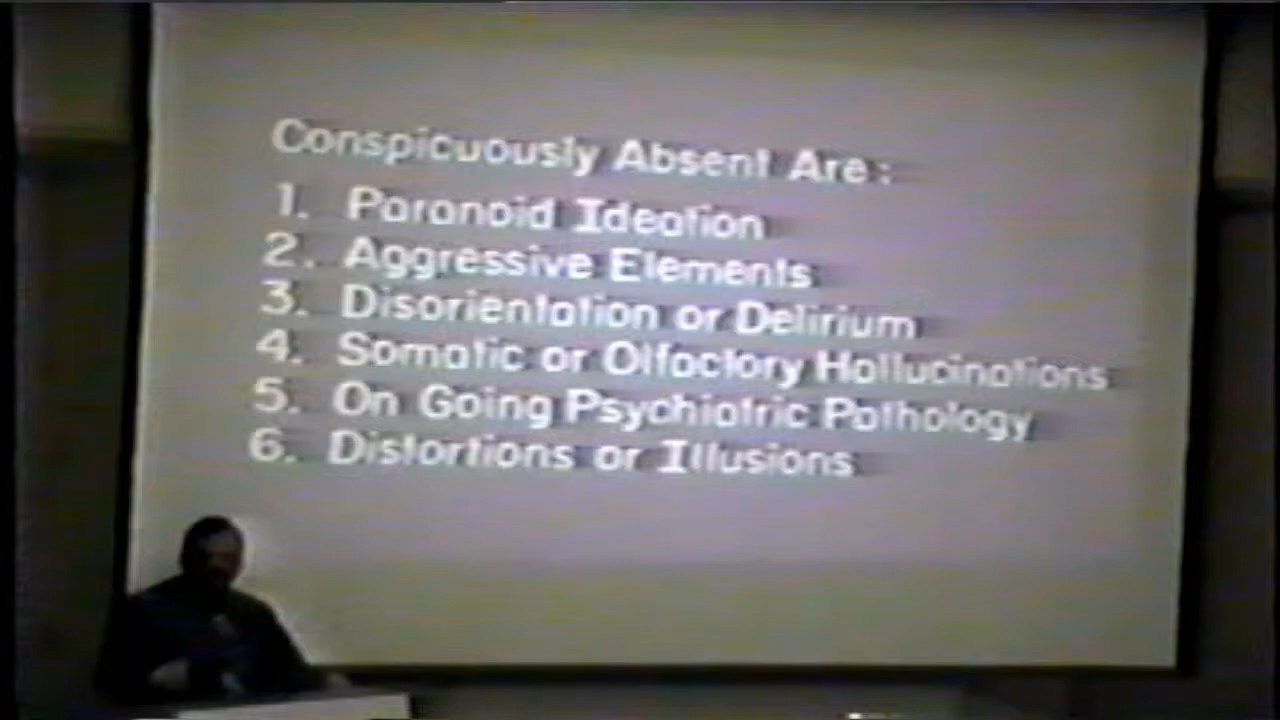 Conspicuously Absent Are:
1. Paranoid Ideation
2. Aggressive Elements
3. Disorientation or Delirium
4. Somatic or Olfactory Hallucinations
5. On Going Psychiatric Pathology
6. Distortions or Illusions